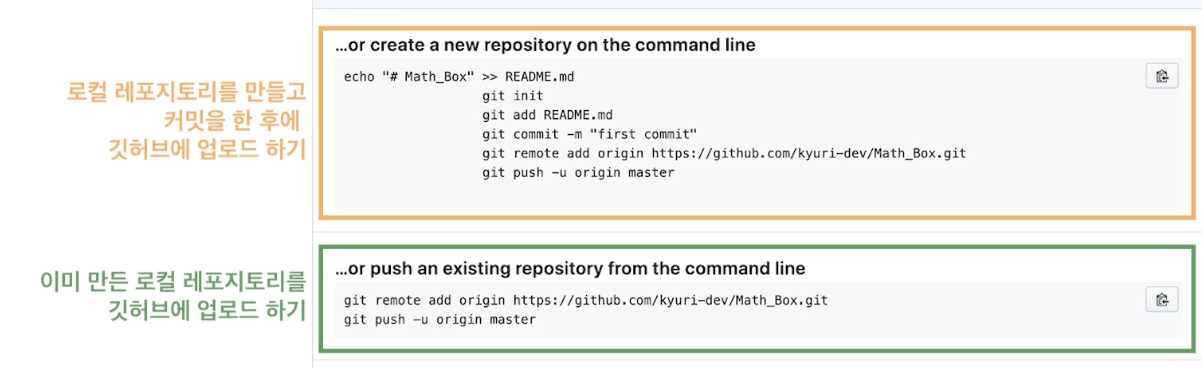 로컬 레포지토리를 만들고
커밋을 한 후에
깃허브에 업로드 하기
…or create a new repository on the command line
echo "# Math_Box" >> README.md
git init
git add README.md
git commit -m "first commit"
git remote add origin https://github.com/kyuri-dev/Math_Box.git
git push -u origin master
이미 만든 로컬 레포지토리를
깃허브에 업로드 하기
…or push an existing repository from the command line
git remote add origin https://github.com/kyuri-dev/Math_Box.git
git push -u origin master